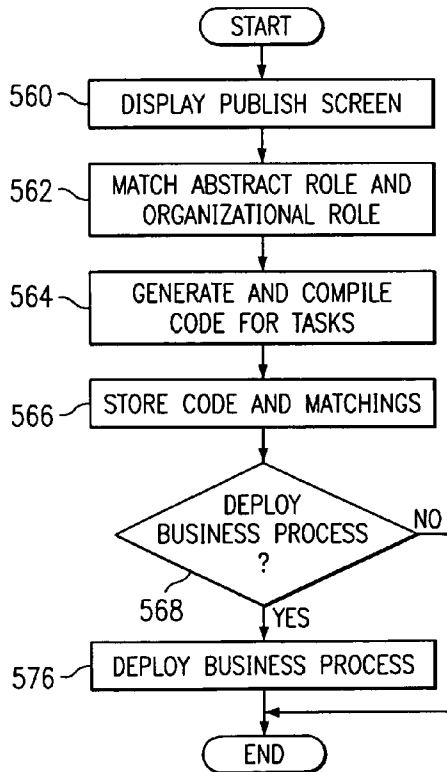 START
560
DISPLAY PUBLISH SCREEN
562
MATCH ABSTRACT ROLE AND
ORGANIZATIONAL ROLE
564
GENERATE AND COMPILE
CODE FOR TASKS
566
STORE CODE AND MATCHINGS
DEPLOY
BUSINESS PROCESS
?
NO
568
YES
576
DEPLOY BUSINESS PROCESS
END